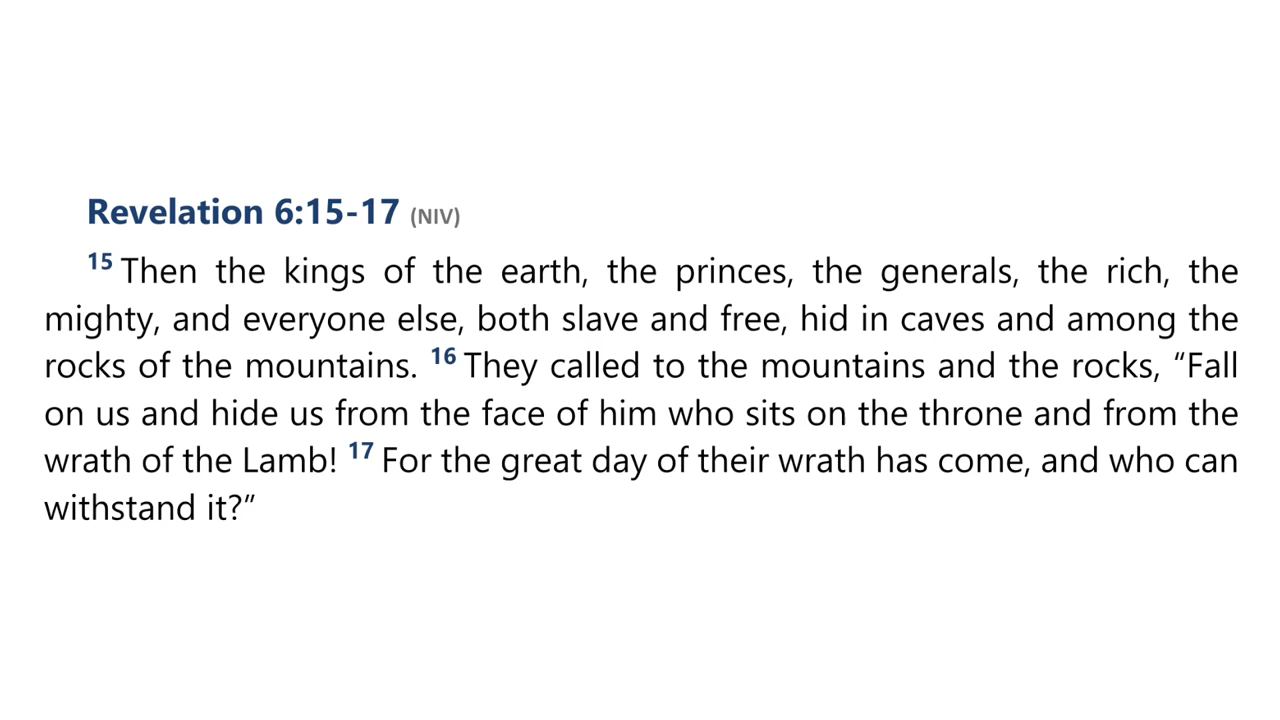 Revelation 6:15-17 (NIV)
15 Then the kings of the earth, the princes, the generals, the rich, the
mighty, and everyone else, both slave and free, hid in caves and among the
rocks of the mountains. 16 They called to the mountains and the rocks, “Fall
on us and hide us from the face of him who sits on the throne and from the
wrath of the Lamb! 17 For the great day of their wrath has come, and who can
withstand it?”